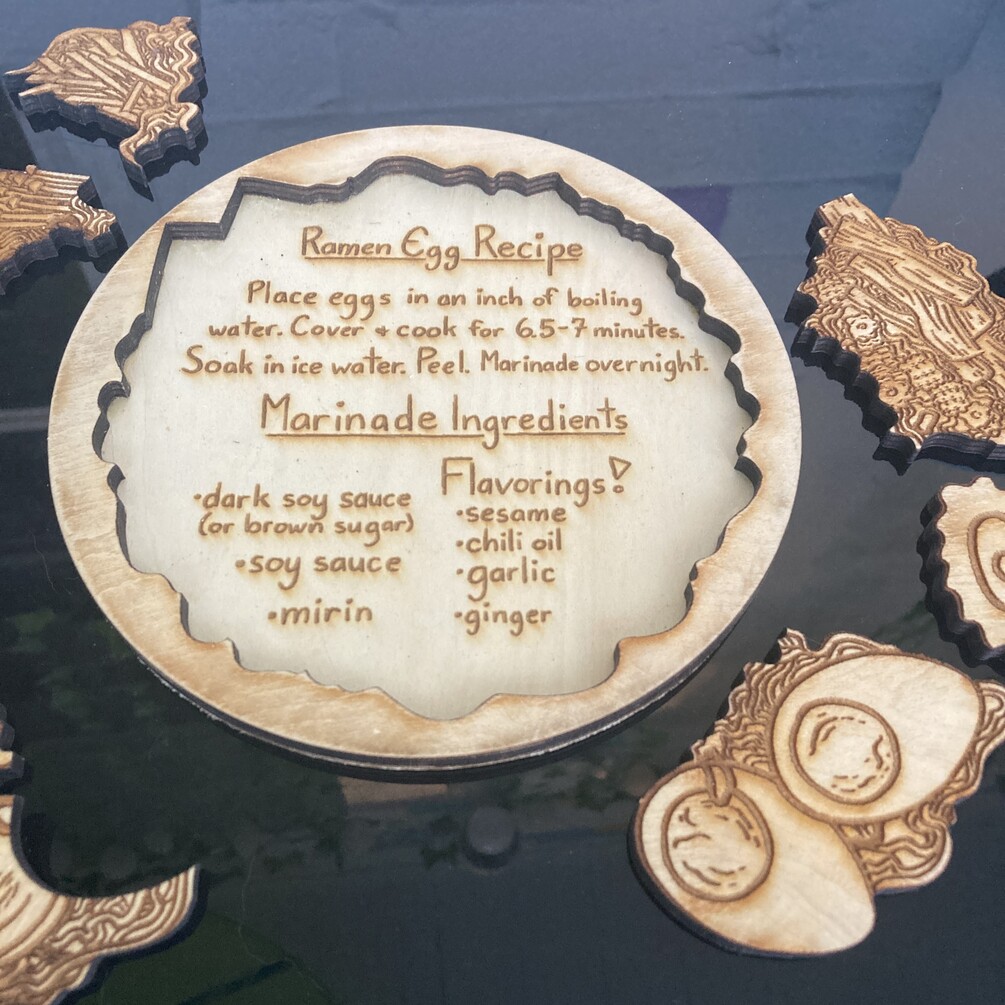 Ramen Egg Recipe
Place eggs in an inch of boiling
water. Cover & cook for 6.5-7 minutes.
Soak in ice water. Peel. Marinade overnight.
Marinade Ingredients
•dark soy sauce
(or brown sugar)
•soy sauce
•mirin
Flavorings!
•sesame
•chili oil
•garlic
•ginger